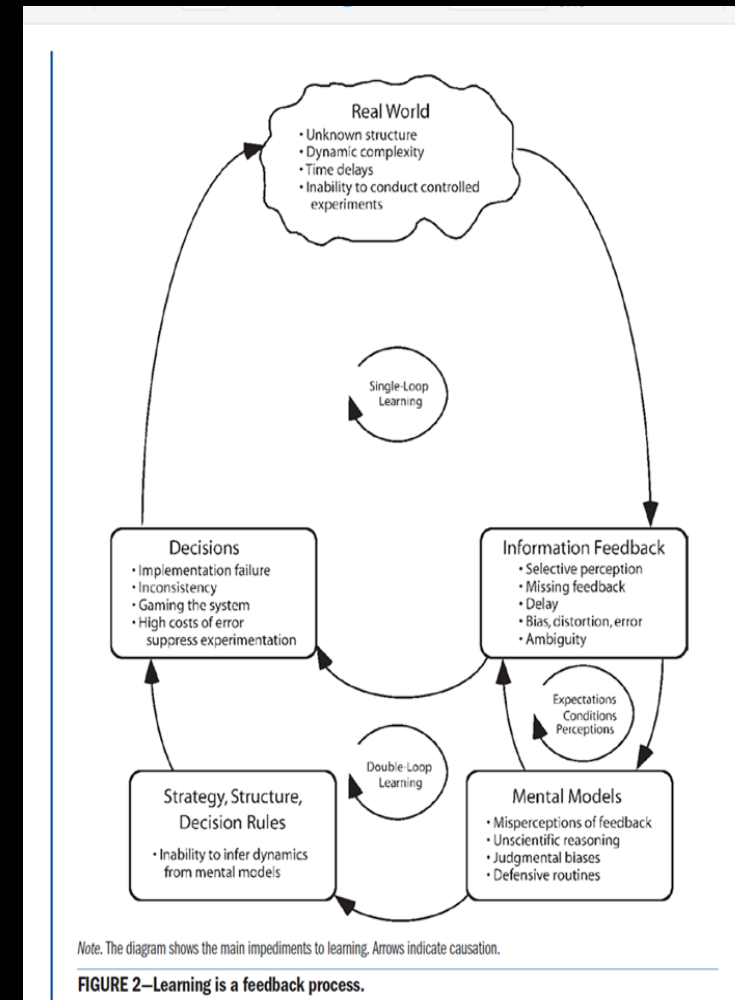 Real World
• Unknown structure
• Dynamic complexity
• Time delays
• Inability to conduct controlled
experiments
Single-Loop
Learning
Decisions
• Implementation failure
• Inconsistency
• Gaming the system
• High costs of error
suppress experimentation
Information Feedback
• Selective perception
• Missing feedback
• Delay
• Bias, distortion, error
• Ambiguity
Expectations
Conditions
Perceptions
Double-Loop
Learning
Strategy, Structure,
Decision Rules
• Inability to infer dynamics
from mental models
Mental Models
• Misperceptions of feedback
• Unscientific reasoning
• Judgmental biases
• Defensive routines
Note. The diagram shows the main impediments to learning. Arrows indicate causation.
FIGURE 2—Learning is a feedback process.